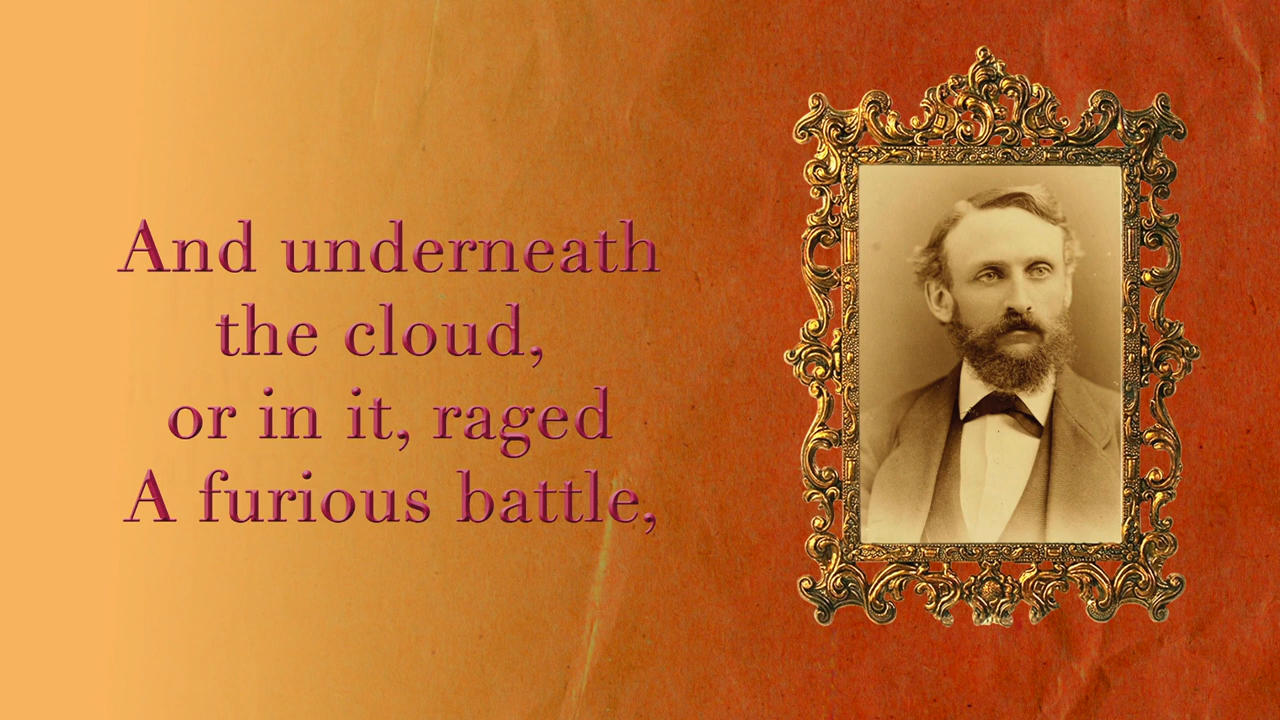 And underneath
the cloud,
or in it, raged
A furious battle,